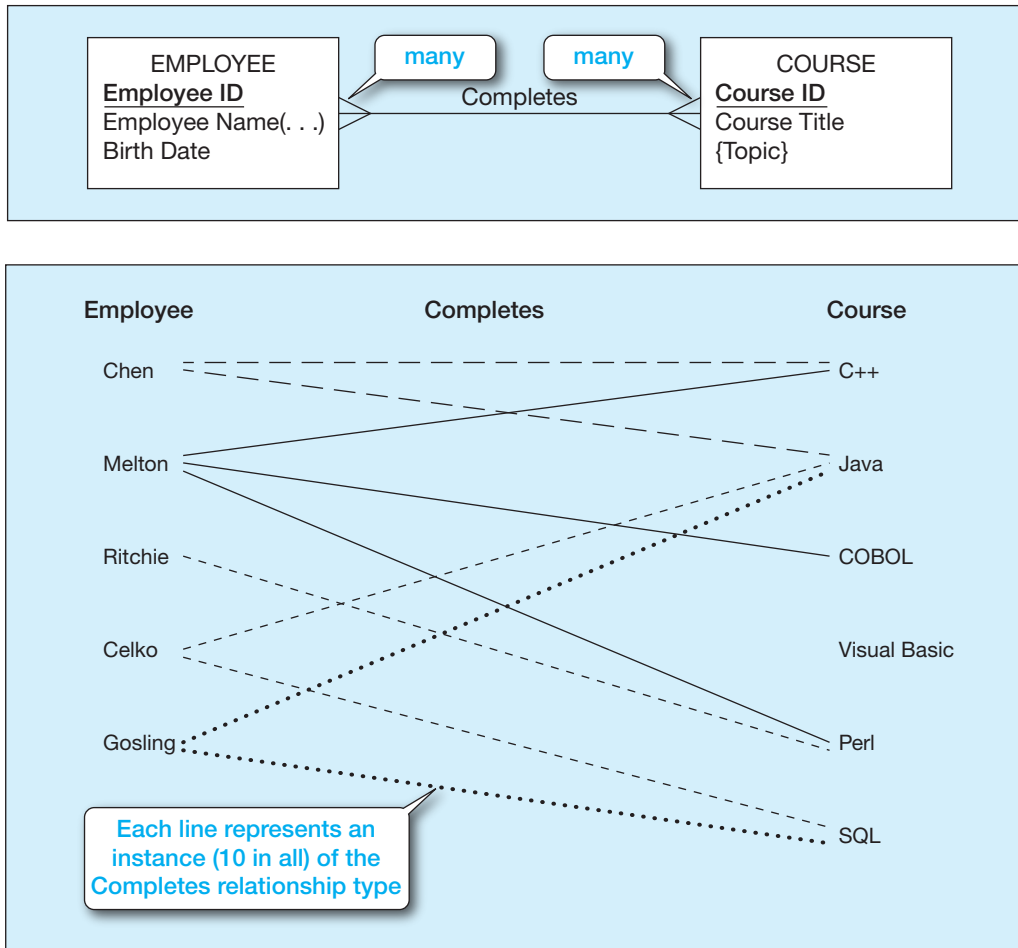 many
many
EMPLOYEE
Employee ID
Employee Name(. . .)
Birth Date
Completes
COURSE
Course ID
Course Title
{Topic}
Employee
Completes
Course
Chen
C++
Melton
Java
Ritchie
COBOL
Celko
Visual Basic
Gosling
Perl
SQL
Each line represents an
instance (10 in all) of the
Completes relationship type